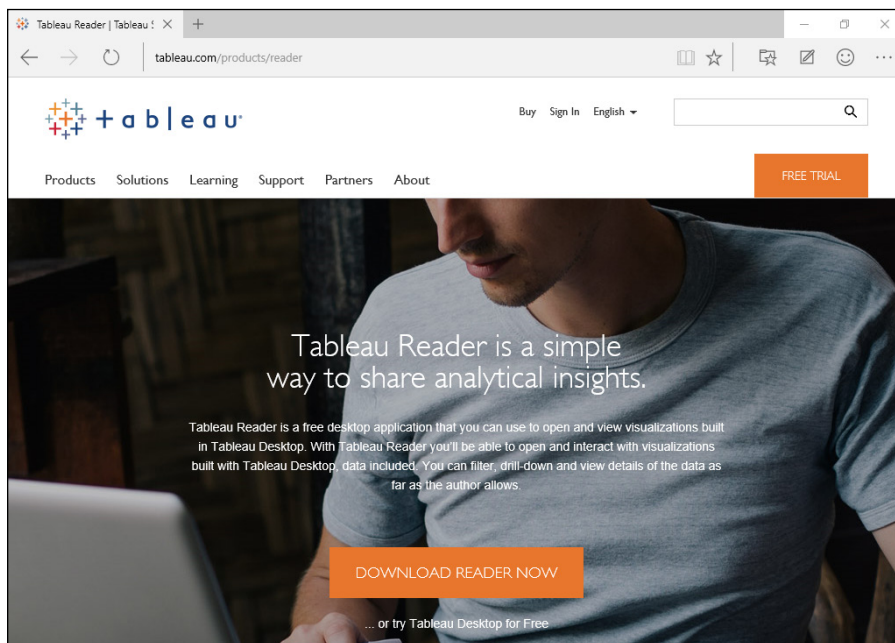 Tableau Reader | Tableau S
tableau.com/products/reader
+ a b l e a u
Buy Sign In English
Products Solutions Learning Support Partners About
FREE TRIAL
Tableau Reader is a simple
way to share analytical insights.
Tableau Reader is a free desktop application that you can use to open and view visualizations built
in Tableau Desktop. With Tableau Reader you'll be able to open and interact with visualizations
built with Tableau Desktop, data included. You can filter, drill-down and view details of the data as
far as the author allows.
DOWNLOAD READER NOW
... or try Tableau Desktop for Free